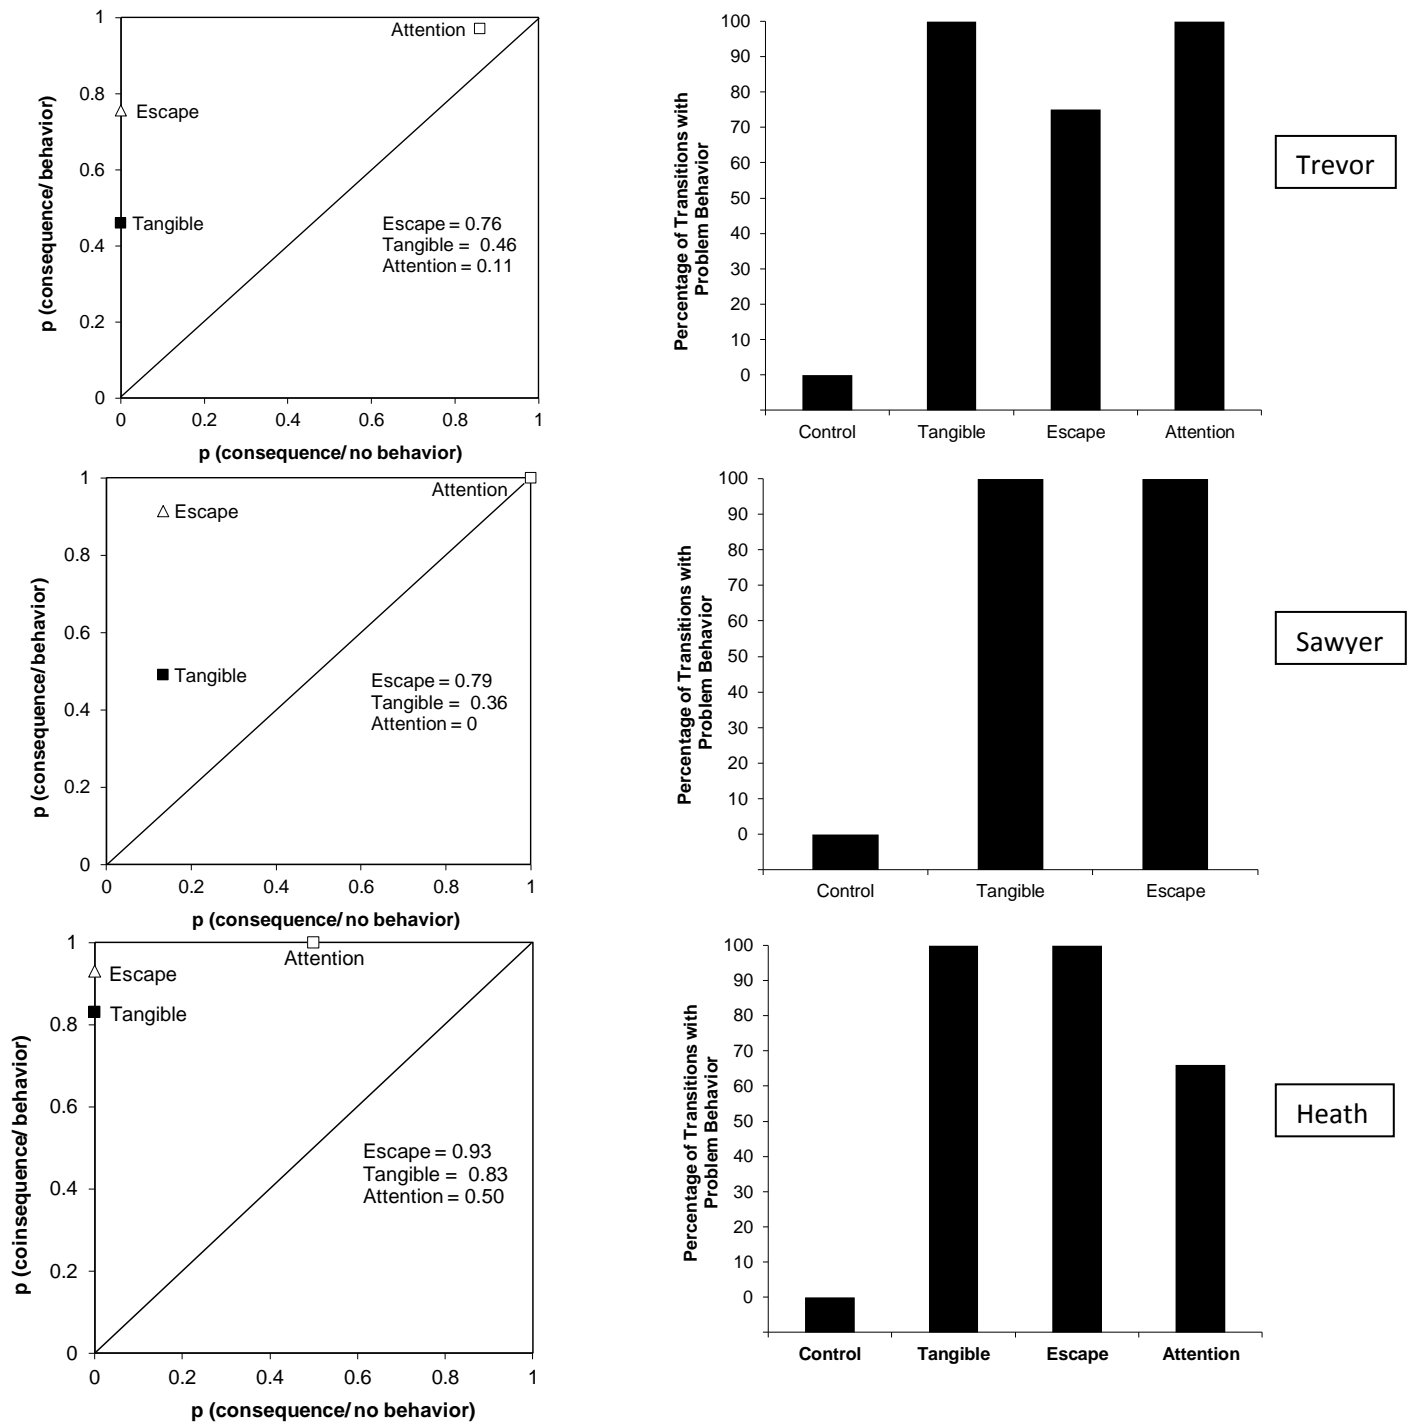 1
0.8
0.6
0.4
0.2
0
p (consequence/behavior)
Attention
Escape
Tangible
Escape = 0.76
Tangible = 0.46
Attention = 0.11
0 0.2 0.4 0.6 0.8 1
p (consequence/no behavior)
100
90
80
70
60
50
40
30
20
10
0
Percentage of Transitions with
Problem Behavior
Control Tangible Escape Attention
Trevor
1
0.8
0.6
0.4
0.2
0
p (consequence/behavior)
Attention
Escape
Tangible
Escape = 0.79
Tangible = 0.36
Attention = 0
0 0.2 0.4 0.6 0.8 1
p (consequence/no behavior)
100
90
80
70
60
50
40
30
20
10
0
Percentage of Transitions with
Problem Behavior
Control Tangible Escape
Sawyer
1
0.8
0.6
0.4
0.2
0
p (coinsequence/behavior)
Attention
Escape
Tangible
Escape = 0.93
Tangible = 0.83
Attention = 0.50
0 0.2 0.4 0.6 0.8 1
p (consequence/no behavior)
100
90
80
70
60
50
40
30
20
10
0
Percentage of Transitions with
Problem Behavior
Control Tangible Escape Attention
Heath